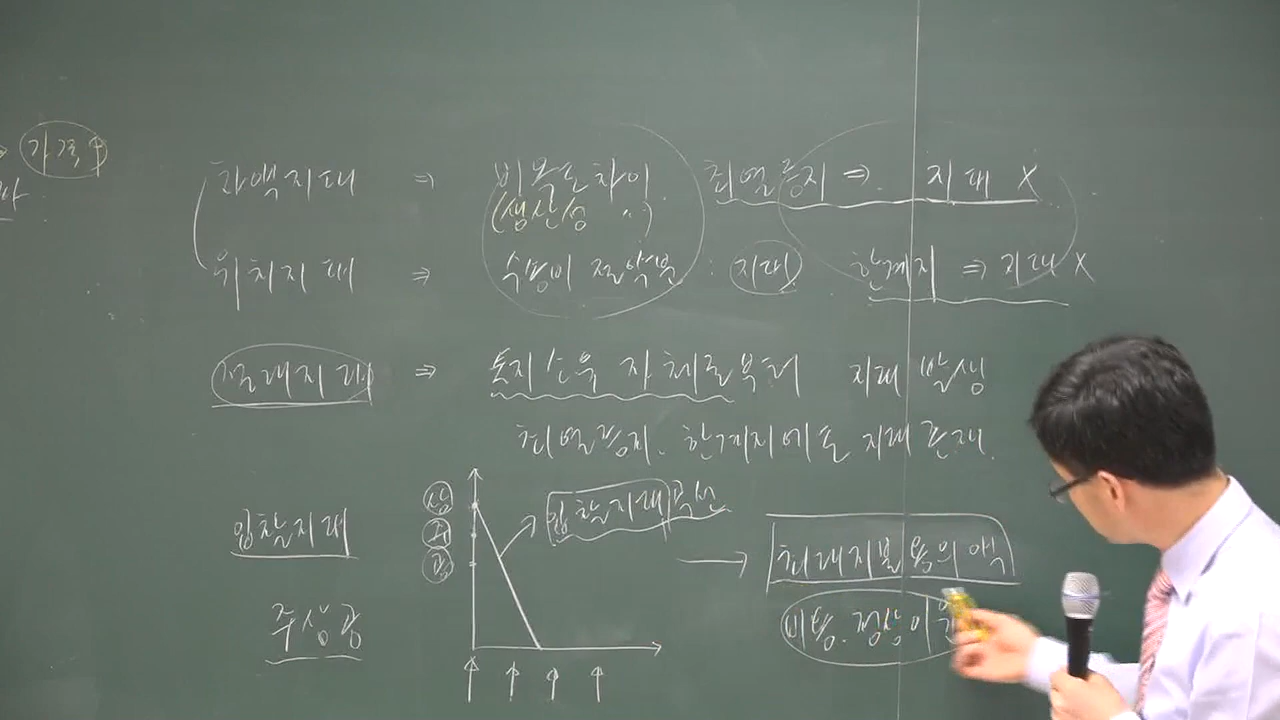 가격↑
차액지대 ⇒ 비옥도차이 최열등지 ⇒ 지대 X
(생산성 〃)
위치지대 ⇒ 수송비 절약분 : 지대 한계지 ⇒ 지대 X
절대지대 ⇒ 토지소유 자체로부터 지대 발생
최열등지. 한계지에도 지대 존재.
입찰지대 상 주 공 입찰지대곡선 → 최대지불용의액
주상공 비용. 정상이윤